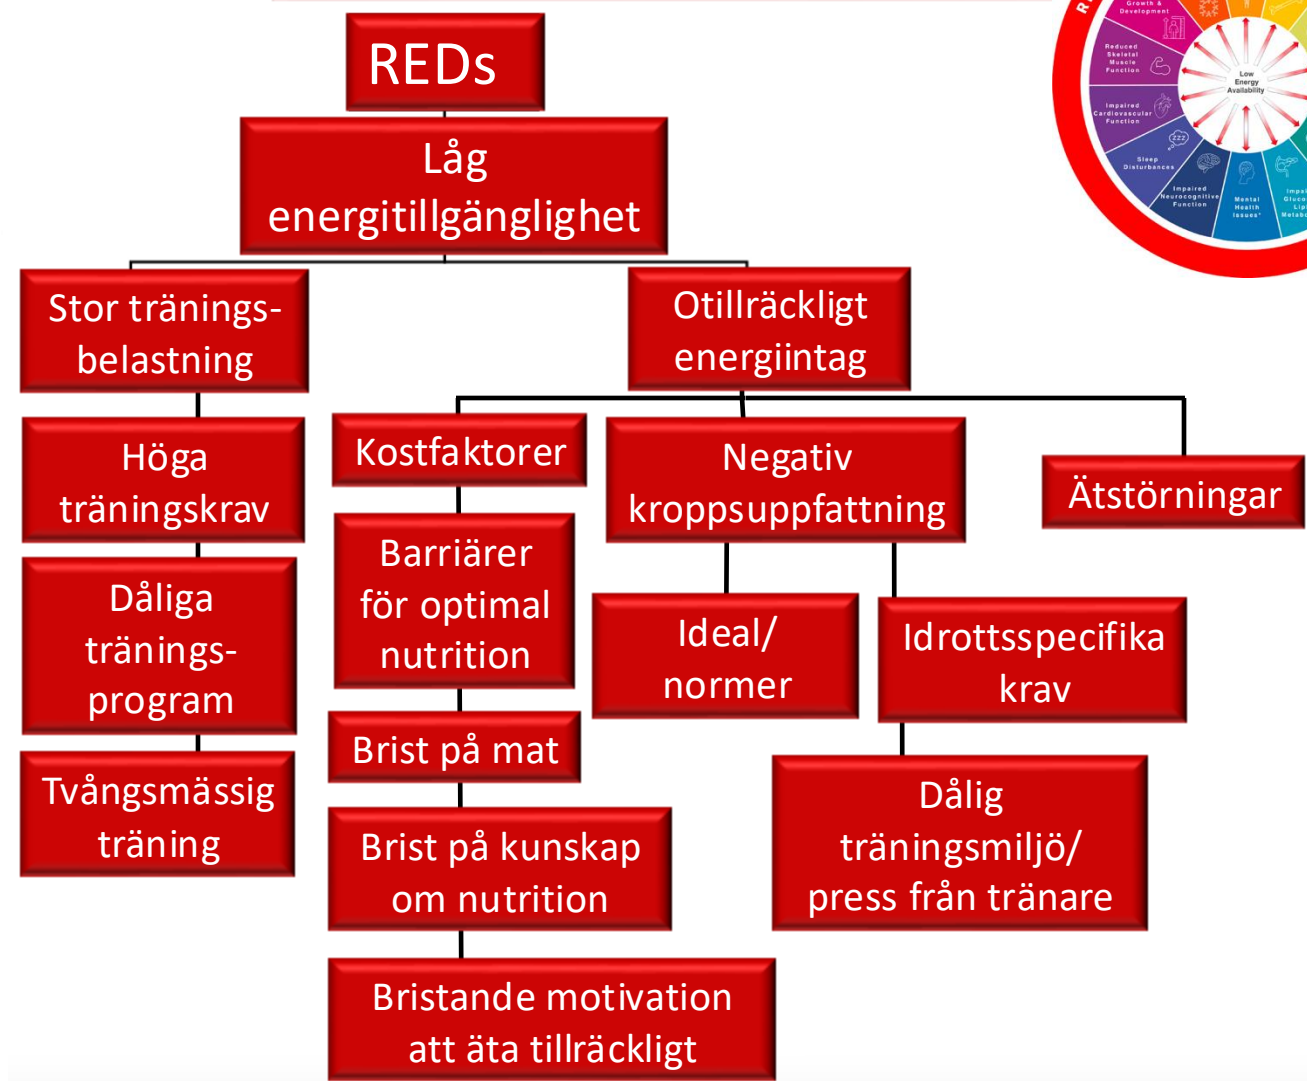 REDs
Låg
energitillgänglighet
Stor tränings-
belastning
Höga
träningskrav
Dåliga
tränings-
program
Tvångsmässig
träning
Otillräckligt
energiintag
Kostfaktorer
Barriärer
för optimal
nutrition
Brist på mat
Brist på kunskap
om nutrition
Bristande motivation
att äta tillräckligt
Negativ
kroppsuppfattning
Ideal/
normer
Idrottsspecifika
krav
Dålig
träningsmiljö/
press från tränare
Ätstörningar
Growth &
Development
Reduced
Skeletal
Muscle
Function
Impaired
Cardiovascular
Function
Sleep
Disturbances
zzz
Impaired
Neurocognitive
Function
Mental
Health
Issues*
Low
Energy
Availability